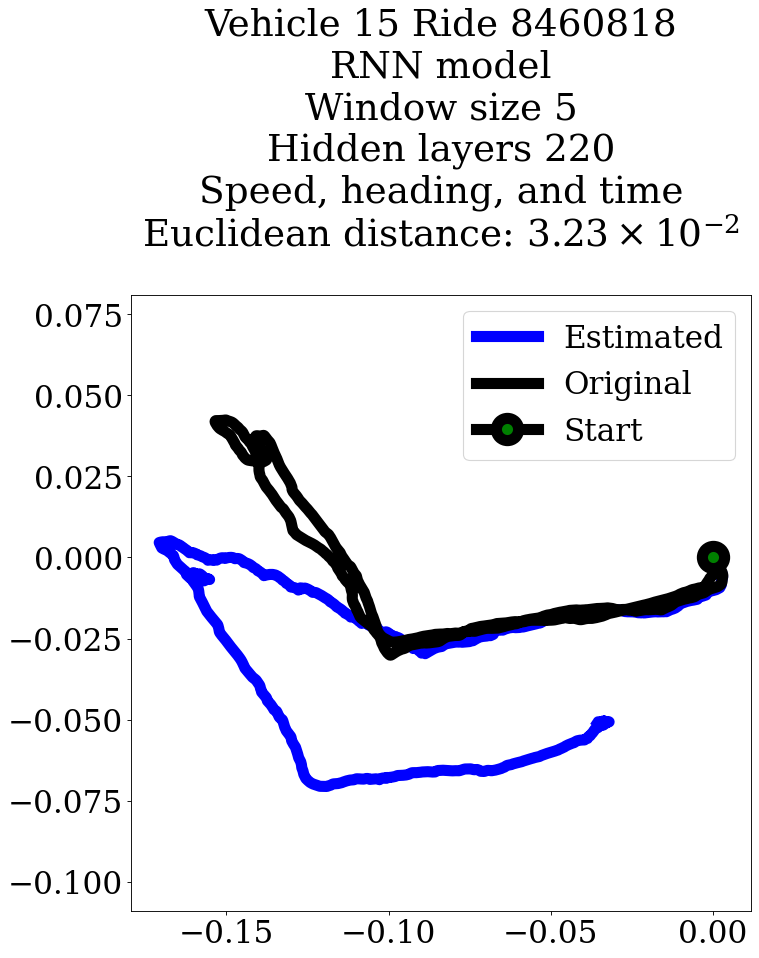 Vehicle 15 Ride 8460818
RNN model
Window size 5
Hidden layers 220
Speed, heading, and time
Euclidean distance: 3.23 × 10⁻²
Estimated
Original
Start
0.075
0.050
0.025
0.000
−0.025
−0.050
−0.075
−0.100
−0.15
−0.10
−0.05
0.00